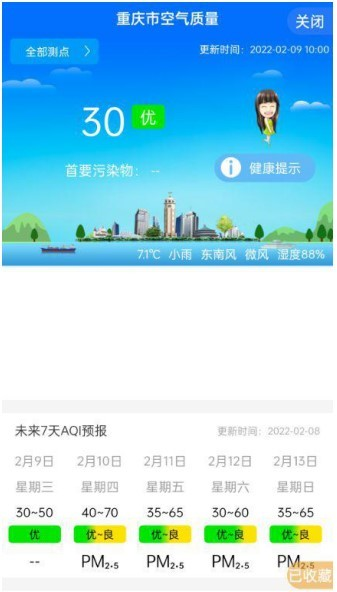 重庆市空气质量
关闭
全部测点
更新时间：2022-02-09 10:00
30 优
首要污染物：--
健康提示
7.1℃ 小雨 东南风 微风 湿度88%
未来7天AQI预报
更新时间：2022-02-08
2月9日 2月10日 2月11日 2月12日 2月13日
星期三 星期四 星期五 星期六 星期日
30~50 40~70 35~65 30~60 35~65
优 优~良 优~良 优~良 优~良
-- PM2.5 PM2.5 PM2.5 PM2.5
已收藏